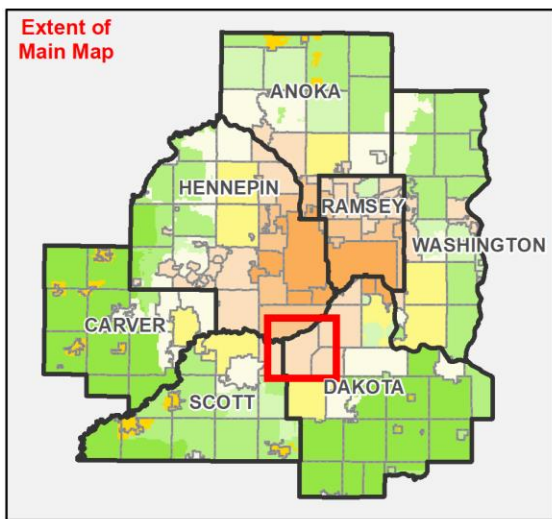 Extent of
Main Map
ANOKA
HENNEPIN
RAMSEY
WASHINGTON
CARVER
SCOTT
DAKOTA